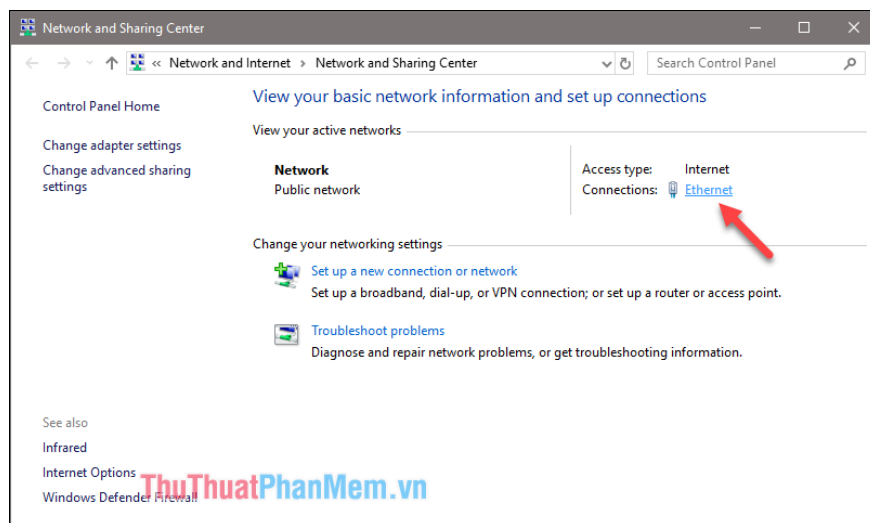 Network and Sharing Center
« Network and Internet > Network and Sharing Center
Search Control Panel
Control Panel Home
Change adapter settings
Change advanced sharing
settings
View your basic network information and set up connections
View your active networks
Network
Public network
Access type: Internet
Connections: Ethernet
Change your networking settings
Set up a new connection or network
Set up a broadband, dial-up, or VPN connection; or set up a router or access point.
Troubleshoot problems
Diagnose and repair network problems, or get troubleshooting information.
See also
Infrared
Internet Options
Windows Defender Firewall
ThuThuatPhanMem.vn